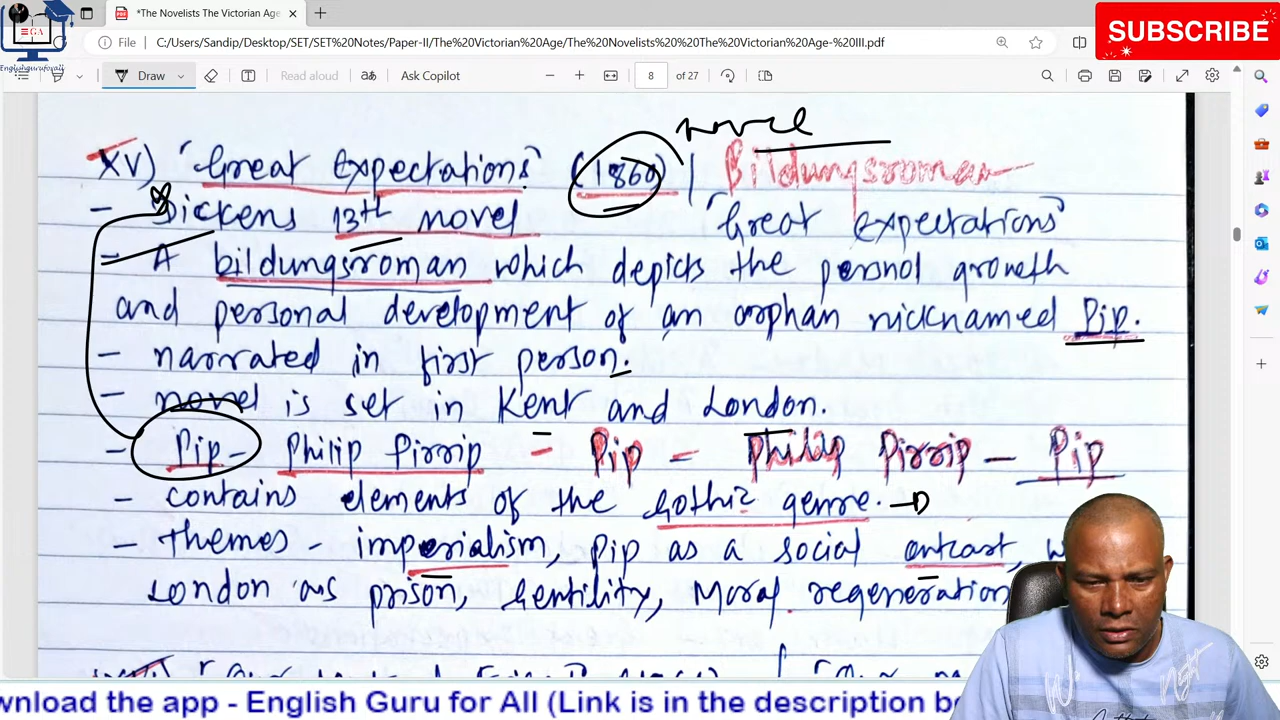 *The Novelists The Victorian Age
SUBSCRIBE
EGA
Englishguruforall
File C:/Users/Sandip/Desktop/SET/SET%20Notes/Paper-II/The%20Victorian%20Age/The%20Novelists%20%20The%20Victorian%20Age-%20III.pdf
Draw Read aloud Ask Copilot 8 of 27
novel
XV) "Great Expectations" (1860) | Bildungsroman
- Dickens 13th novel "Great Expectations"
- A bildungsroman which depicts the personol growth
and personal development of an orphan nicknamed Pip.
- narrated in first person.
- novel is set in Kent and London.
- Pip - Philip Pirrip = Pip - Philip Pirrip - Pip
- contains elements of the Gothic genre.
- themes - imperialism, Pip as a social outcast,
London as prison, Gentility, Moral regeneration
wnload the app - English Guru for All (Link is in the description be